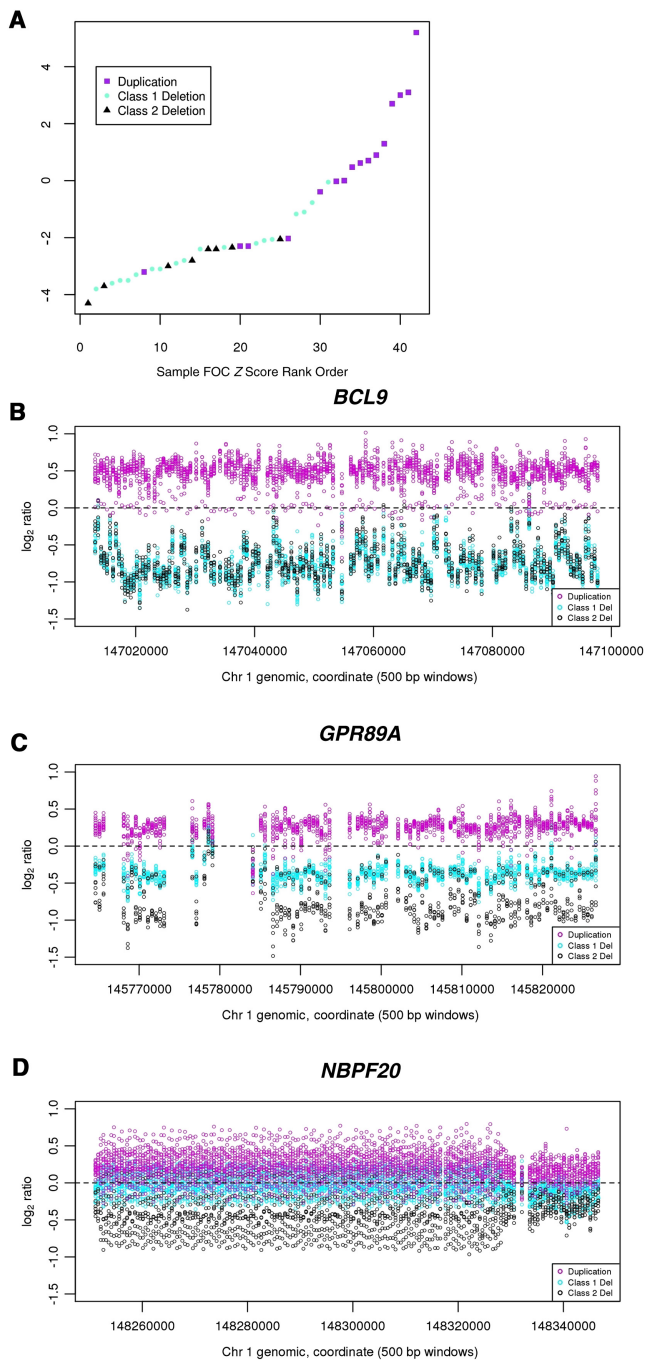 A
4
2
0
-2
-4
Duplication
Class 1 Deletion
Class 2 Deletion
0 10 20 30 40
Sample FOC Z Score Rank Order
B
BCL9
1.0
0.5
0.0
-0.5
-1.0
-1.5
log2 ratio
Duplication
Class 1 Del
Class 2 Del
147020000 147040000 147060000 147080000 147100000
Chr 1 genomic, coordinate (500 bp windows)
C
GPR89A
1.0
0.5
0.0
-0.5
-1.0
-1.5
log2 ratio
Duplication
Class 1 Del
Class 2 Del
145770000 145780000 145790000 145800000 145810000 145820000
Chr 1 genomic, coordinate (500 bp windows)
D
NBPF20
1.0
0.5
0.0
-0.5
-1.0
-1.5
log2 ratio
Duplication
Class 1 Del
Class 2 Del
148260000 148280000 148300000 148320000 148340000
Chr 1 genomic, coordinate (500 bp windows)